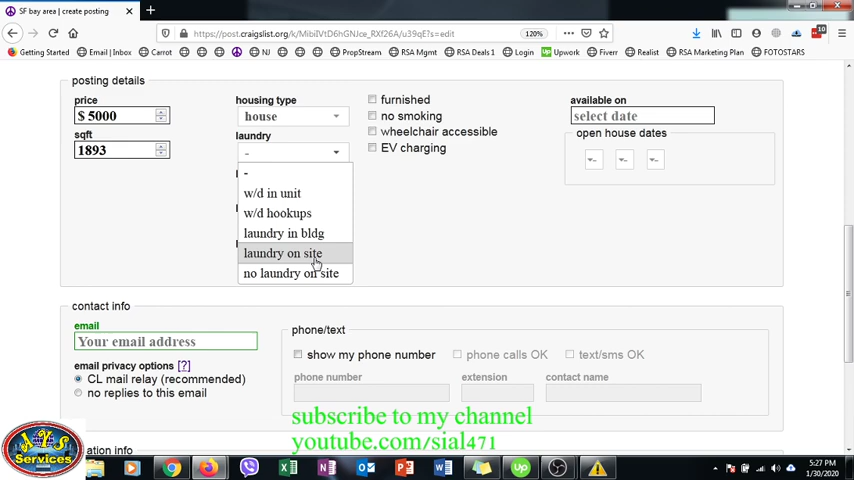 SF bay area | create posting
https://post.craigslist.org/k/MibiIVtD6hGNJce_RXf26A/u39qE?s=edit
120%
10
Getting Started
Email | Inbox
Carrot
NJ
PropStream
RSA Mgmt
RSA Deals 1
Login
Upwork
Fiverr
Realist
RSA Marketing Plan
FOTOSTARS
posting details
price
housing type
furnished
available on
$ 5000
house
no smoking
select date
sqft
laundry
wheelchair accessible
open house dates
1893
-
EV charging
-
w/d in unit
w/d hookups
laundry in bldg
laundry on site
no laundry on site
contact info
email
phone/text
Your email address
show my phone number
phone calls OK
text/sms OK
email privacy options [?]
phone number
extension
contact name
CL mail relay (recommended)
no replies to this email
subscribe to my channel
youtube.com/sial471
ation info
AYS
Services
5:27 PM
1/30/2020